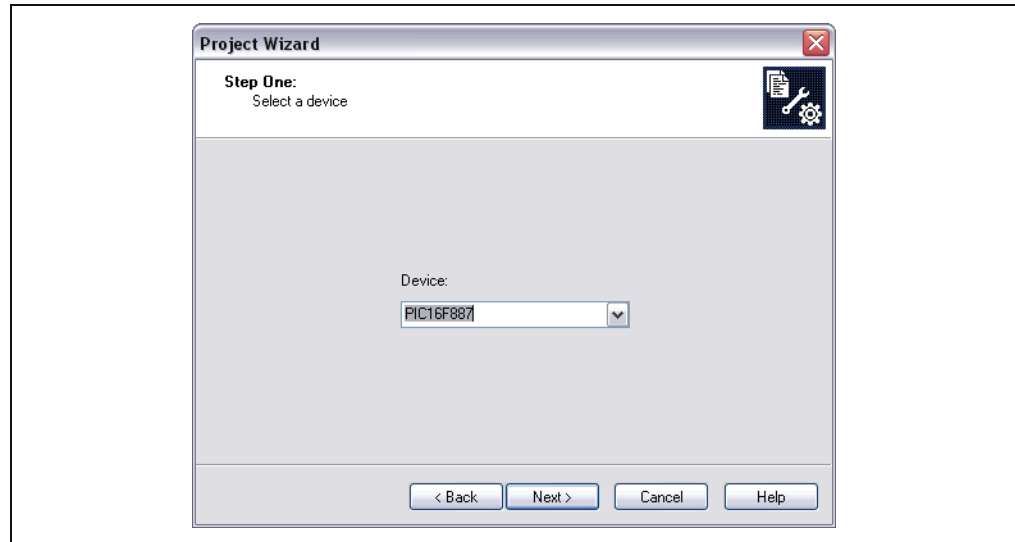 Project Wizard
Step One:
Select a device
Device:
PIC16F887
< Back Next > Cancel Help